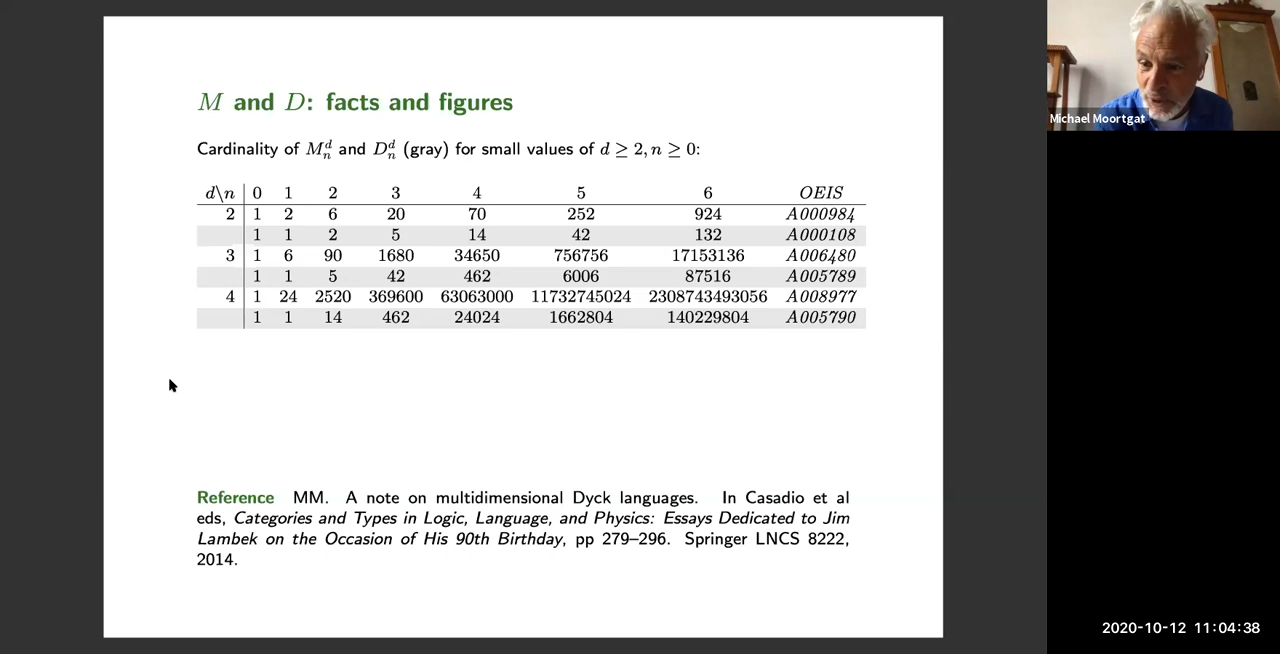 M and D: facts and figures
Michael Moortgat
Cardinality of M_n^d and D_n^d (gray) for small values of d ≥ 2, n ≥ 0:
d\n 0 1 2 3 4 5 6 OEIS
2 1 2 6 20 70 252 924 A000984
1 1 2 5 14 42 132 A000108
3 1 6 90 1680 34650 756756 17153136 A006480
1 1 5 42 462 6006 87516 A005789
4 1 24 2520 369600 63063000 11732745024 2308743493056 A008977
1 1 14 462 24024 1662804 140229804 A005790
Reference MM. A note on multidimensional Dyck languages. In Casadio et al
eds, Categories and Types in Logic, Language, and Physics: Essays Dedicated to Jim
Lambek on the Occasion of His 90th Birthday, pp 279–296. Springer LNCS 8222,
2014.
2020-10-12 11:04:38